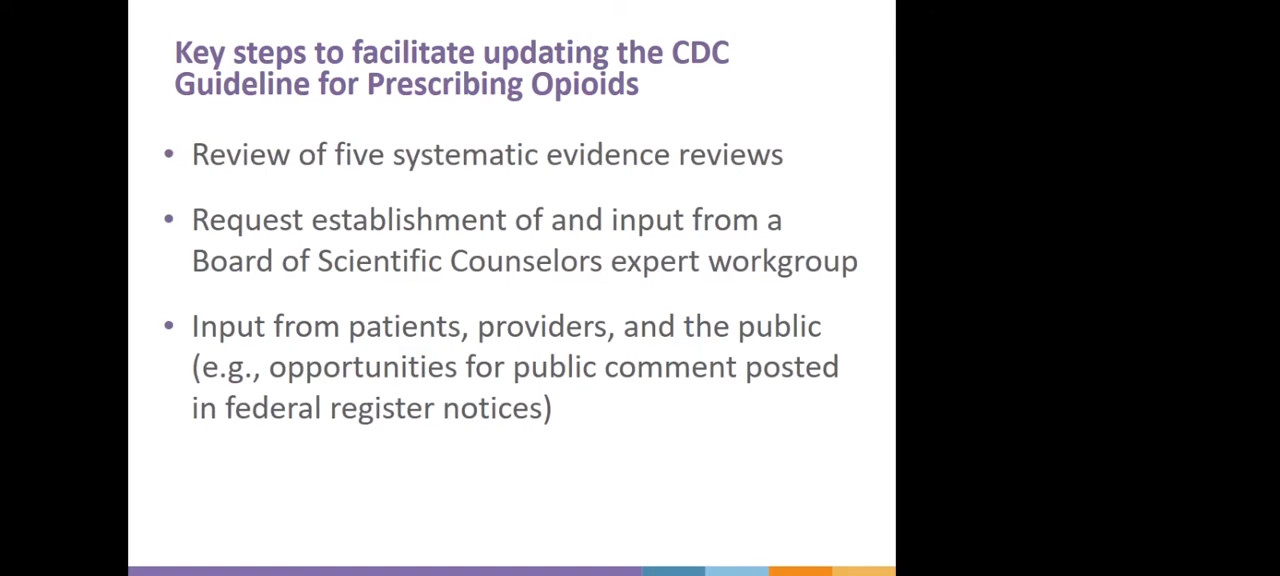 Key steps to facilitate updating the CDC
Guideline for Prescribing Opioids
• Review of five systematic evidence reviews
• Request establishment of and input from a
Board of Scientific Counselors expert workgroup
• Input from patients, providers, and the public
(e.g., opportunities for public comment posted
in federal register notices)